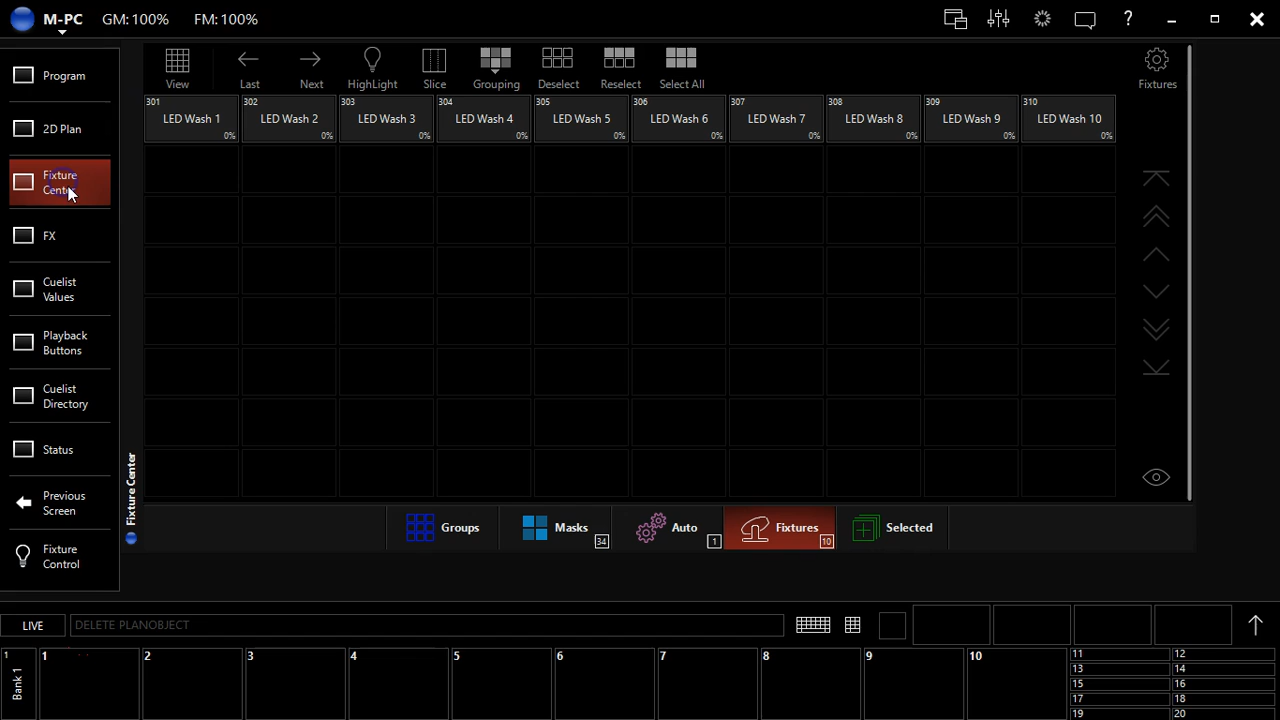 M-PC GM: 100% FM: 100% ?
Program
2D Plan
Fixture
Center
FX
Cuelist
Values
Playback
Buttons
Cuelist
Directory
Status
Previous
Screen
Fixture
Control
View Last Next HighLight Slice Grouping Deselect Reselect Select All Fixtures
301 302 303 304 305 306 307 308 309 310
LED Wash 1 LED Wash 2 LED Wash 3 LED Wash 4 LED Wash 5 LED Wash 6 LED Wash 7 LED Wash 8 LED Wash 9 LED Wash 10
0% 0% 0% 0% 0% 0% 0% 0% 0% 0%
Fixture Center
Groups Masks Auto Fixtures Selected
34 1 10
LIVE DELETE PLANOBJECT
1 1 2 3 4 5 6 7 8 9 10 11 12
13 14
15 16
17 18
19 20
Bank 1